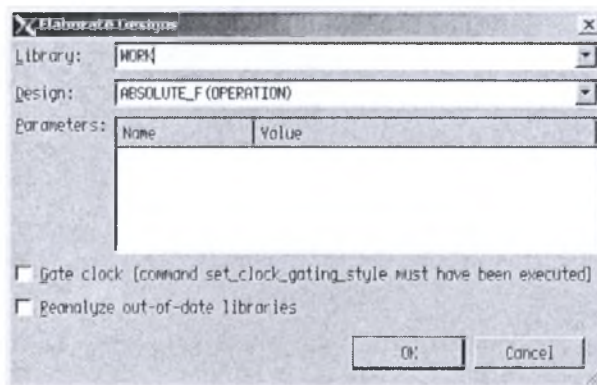 Elaborate Designs
Library: WORK
Design: ABSOLUTE_F(OPERATION)
Parameters: Name Value
Gate clock [command set_clock_gating_style must have been executed]
Reanalyze out-of-date libraries
OK Cancel